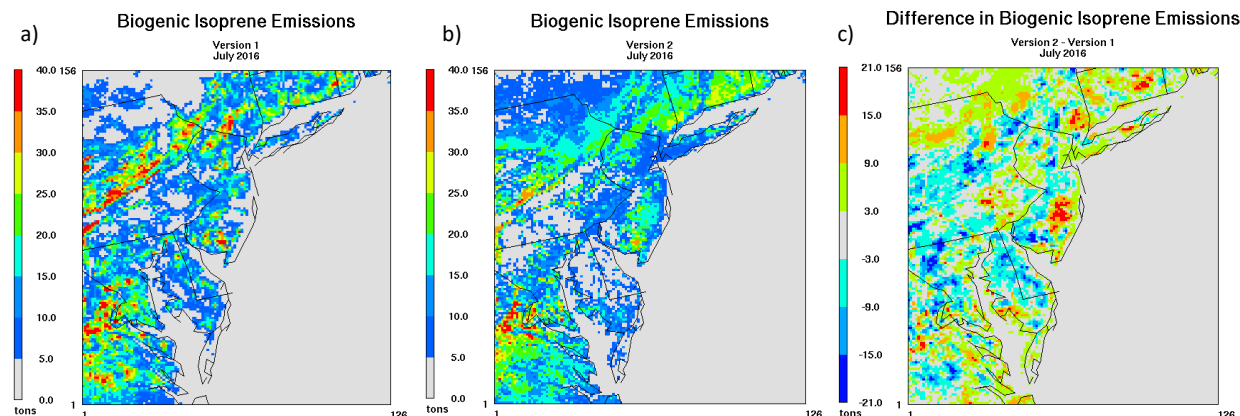 a)
Biogenic Isoprene Emissions
Version 1
July 2016
40.0
35.0
30.0
25.0
20.0
15.0
10.0
5.0
0.0
tons
156
1
1
126
b)
Biogenic Isoprene Emissions
Version 2
July 2016
40.0
35.0
30.0
25.0
20.0
15.0
10.0
5.0
0.0
tons
156
1
1
126
c)
Difference in Biogenic Isoprene Emissions
Version 2 - Version 1
July 2016
21.0
15.0
9.0
3.0
-3.0
-9.0
-15.0
-21.0
tons
156
1
1
126